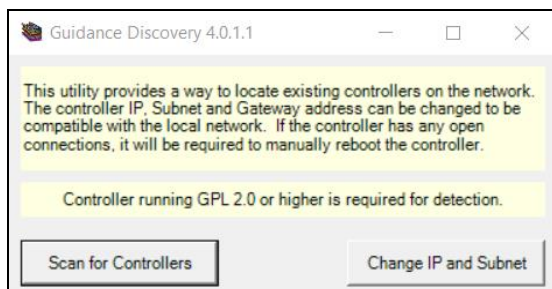 Guidance Discovery 4.0.1.1
This utility provides a way to locate existing controllers on the network.
The controller IP, Subnet and Gateway address can be changed to be
compatible with the local network.  If the controller has any open
connections, it will be required to manually reboot the controller.
Controller running GPL 2.0 or higher is required for detection.
Scan for Controllers
Change IP and Subnet